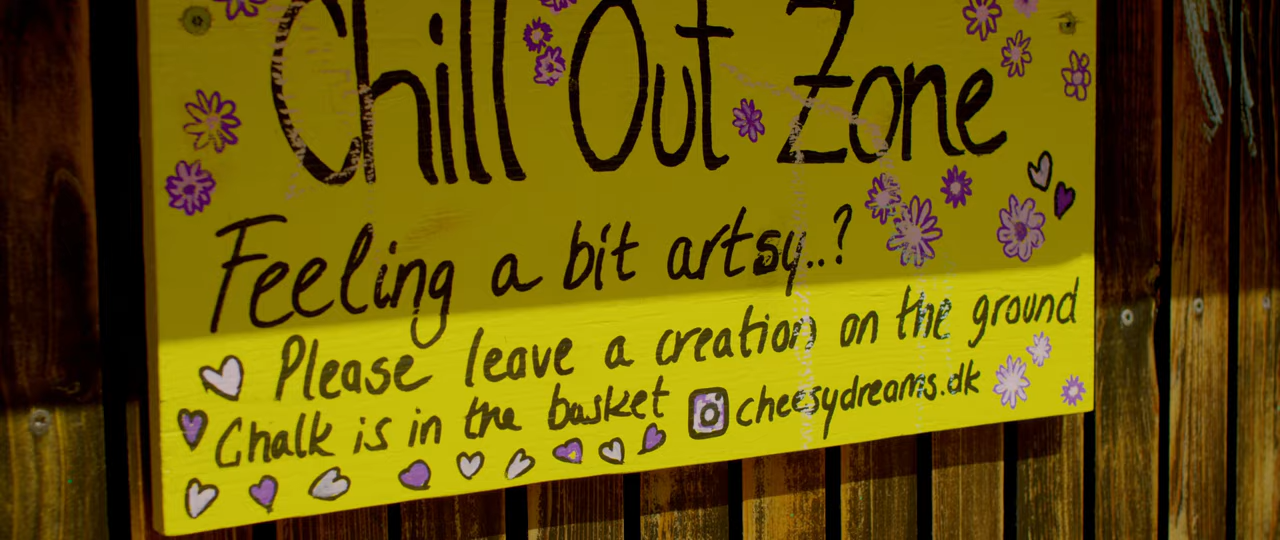 Chill Out Zone
Feeling a bit artsy..?
Please leave a creation on the ground
Chalk is in the basket
cheesydreams.dk